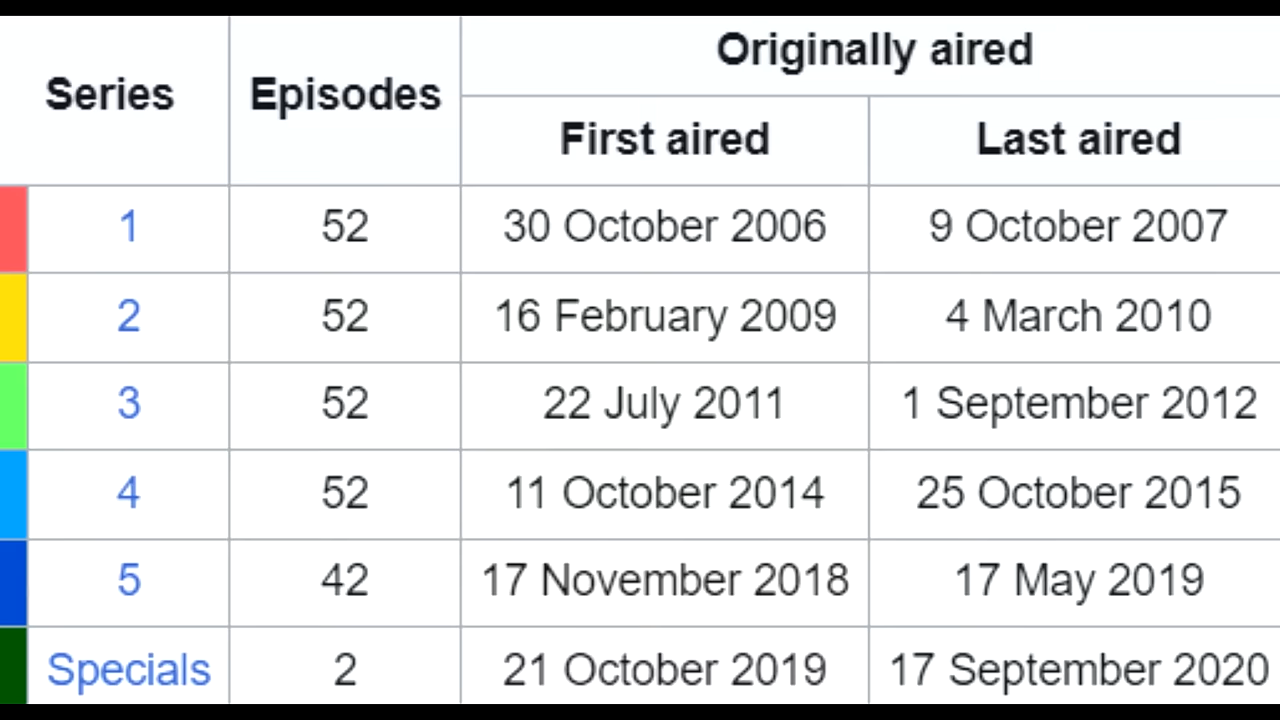 Series Episodes Originally aired
First aired Last aired
1 52 30 October 2006 9 October 2007
2 52 16 February 2009 4 March 2010
3 52 22 July 2011 1 September 2012
4 52 11 October 2014 25 October 2015
5 42 17 November 2018 17 May 2019
Specials 2 21 October 2019 17 September 2020